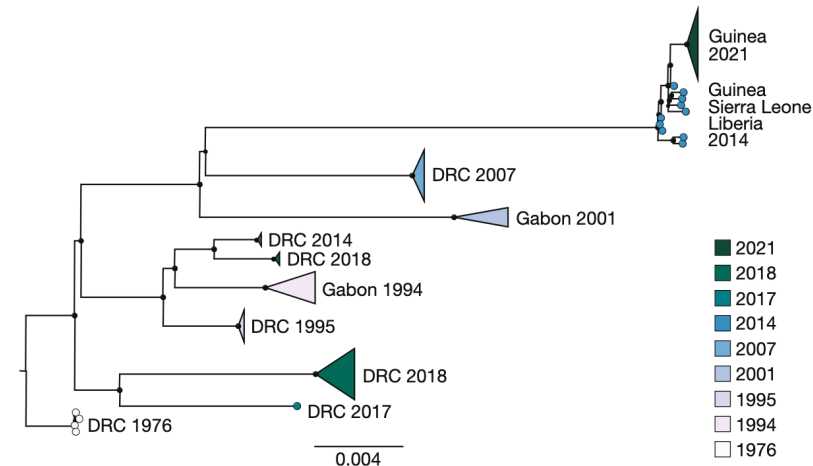 Guinea
2021
Guinea
Sierra Leone
Liberia
2014
DRC 2007
Gabon 2001
DRC 2014
DRC 2018
Gabon 1994
DRC 1995
DRC 2018
DRC 2017
DRC 1976
0.004
2021
2018
2017
2014
2007
2001
1995
1994
1976